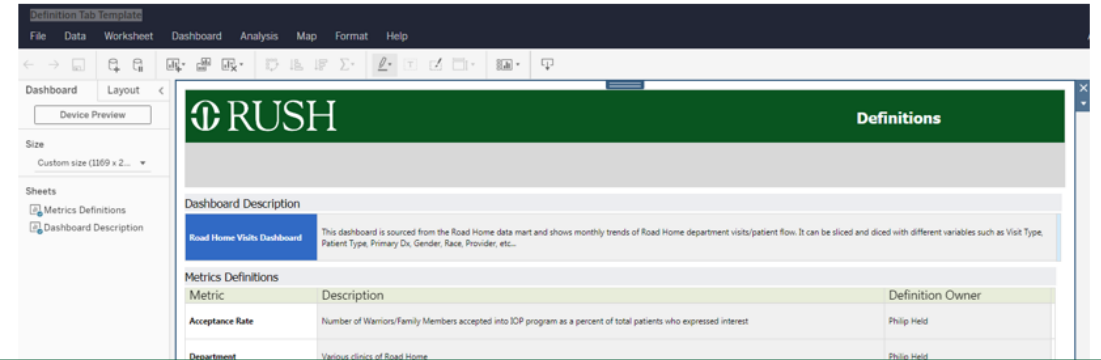 Definition Tab Template
File Data Worksheet Dashboard Analysis Map Format Help
Dashboard Layout
Device Preview
Size
Custom size (1169 x 2...
Sheets
Metrics Definitions
Dashboard Description
RUSH Definitions
Dashboard Description
Road Home Visits Dashboard
This dashboard is sourced from the Road Home data mart and shows monthly trends of Road Home department visits/patient flow. It can be sliced and diced with different variables such as Visit Type,
Patient Type, Primary Dx, Gender, Race, Provider, etc...
Metrics Definitions
Metric Description Definition Owner
Acceptance Rate Number of Warriors/Family Members accepted into IOP program as a percent of total patients who expressed interest Philip Held
Department Various clinics of Road Home Philip Held